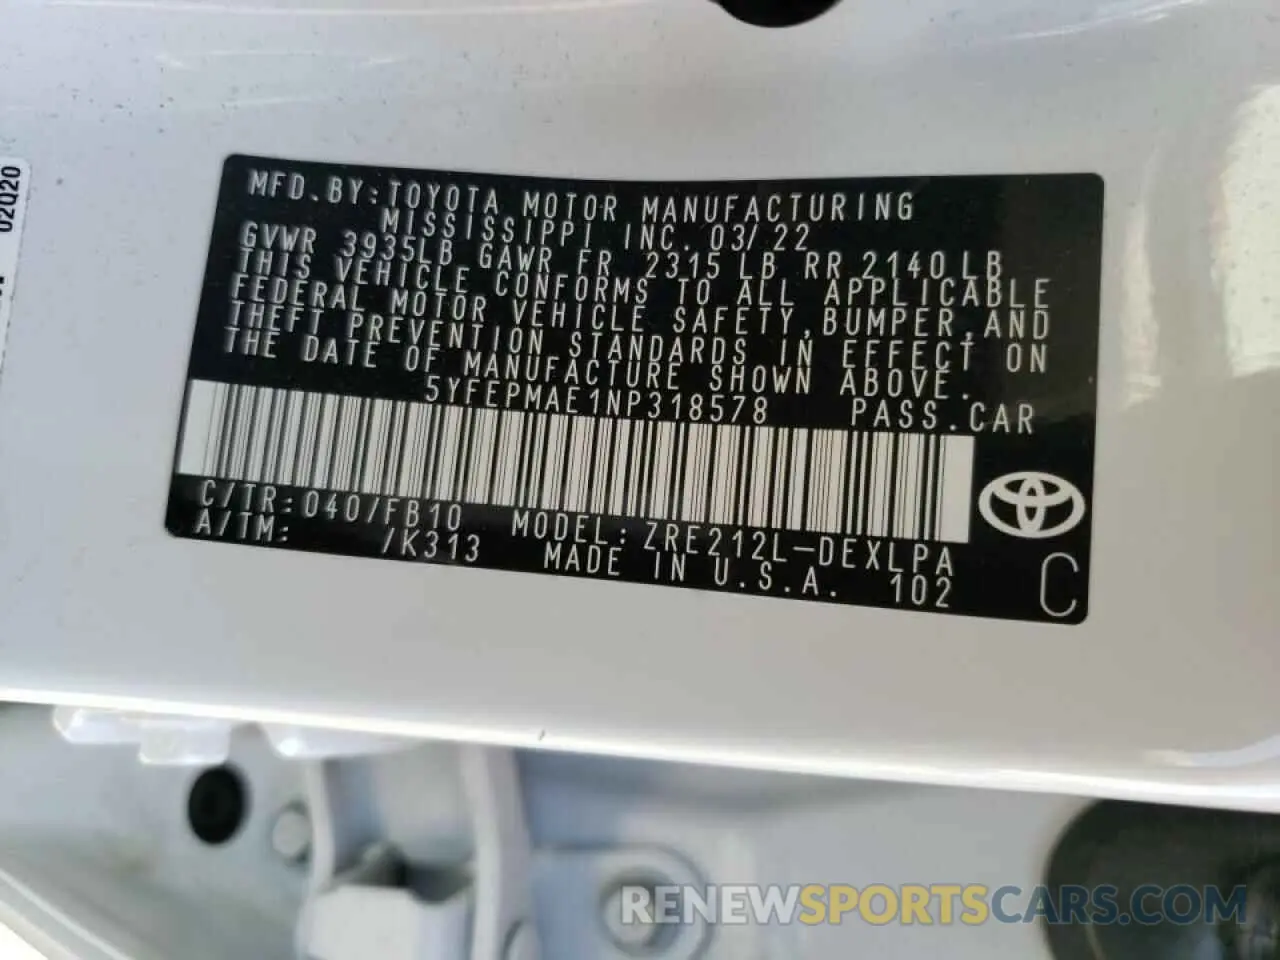 02Q20
MFD. BY: TOYOTA MOTOR MANUFACTURING
MISSISSIPPI INC. 03/22
GVWR 3935LB GAWR FR 2315 LB RR 2140 LB
THIS VEHICLE CONFORMS TO ALL APPLICABLE
FEDERAL MOTOR VEHICLE SAFETY, BUMPER, AND
THEFT PREVENTION STANDARDS IN EFFECT ON
THE DATE OF MANUFACTURE SHOWN ABOVE.
5YFEPMAE1NP318578 PASS. CAR
C/TR: 040/FB10 MODEL: ZRE212L-DEXLPA
A/TM: /K313 MADE IN U.S.A. 102 C
RENEWSPORTSCARS.COM